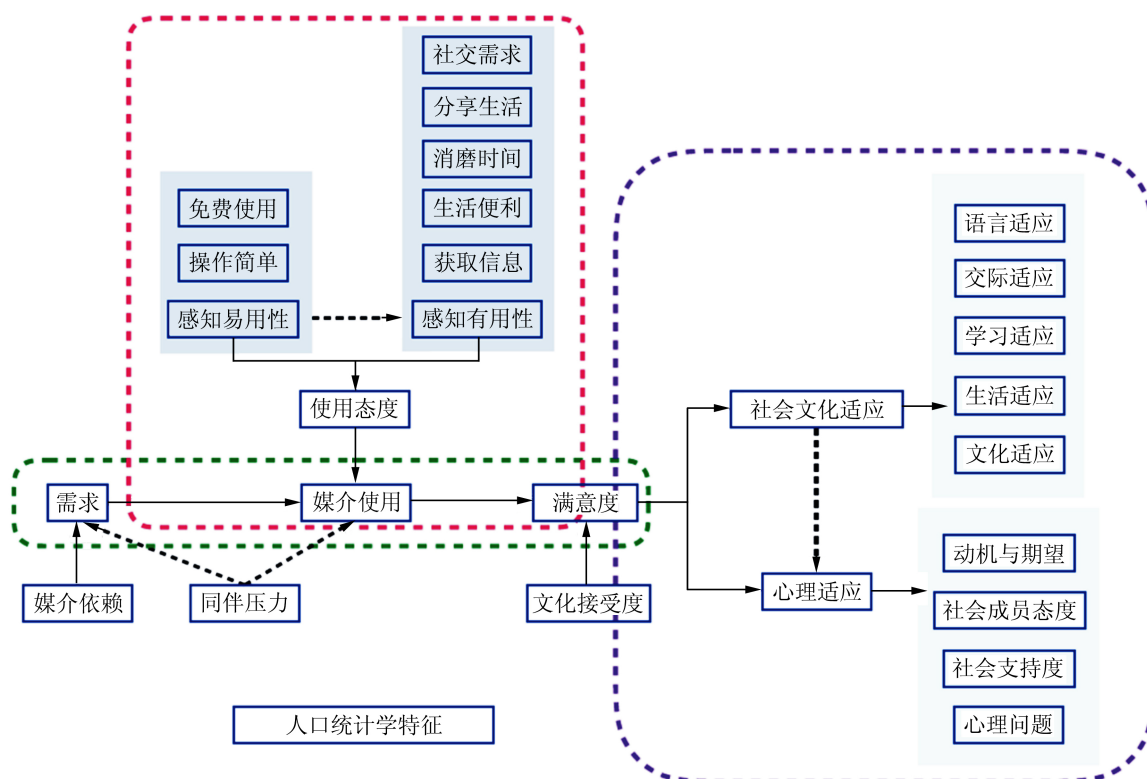 社交需求
分享生活
消磨时间
生活便利
获取信息
感知有用性
免费使用
操作简单
感知易用性
使用态度
需求
媒介使用
满意度
媒介依赖
同伴压力
文化接受度
人口统计学特征
社会文化适应
心理适应
语言适应
交际适应
学习适应
生活适应
文化适应
动机与期望
社会成员态度
社会支持度
心理问题